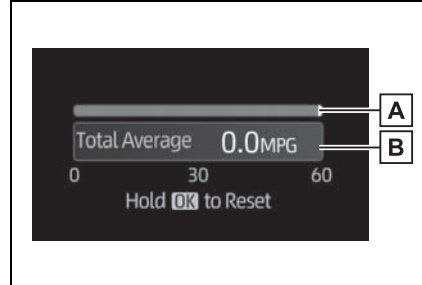 A
Total Average 0.0MPG
B
0 30 60
Hold OK to Reset